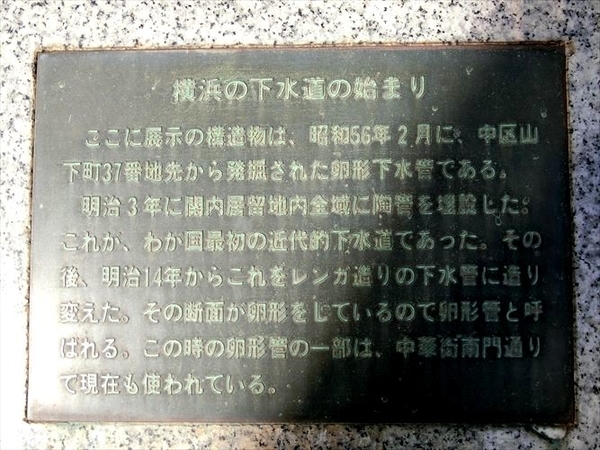 横浜の下水道の始まり
ここに展示の構造物は、昭和56年2月に、中区山
下町37番地先から発掘された卵形下水管である。
明治3年に関内居留地内全域に陶管を埋設した。
これが、わが国最初の近代的下水道であった。その
後、明治14年からこれをレンガ造りの下水管に造り
変えた。その断面が卵形をしているので卵形管と呼
ばれる。この時の卵形管の一部は、中華街南門通り
で現在も使われている。